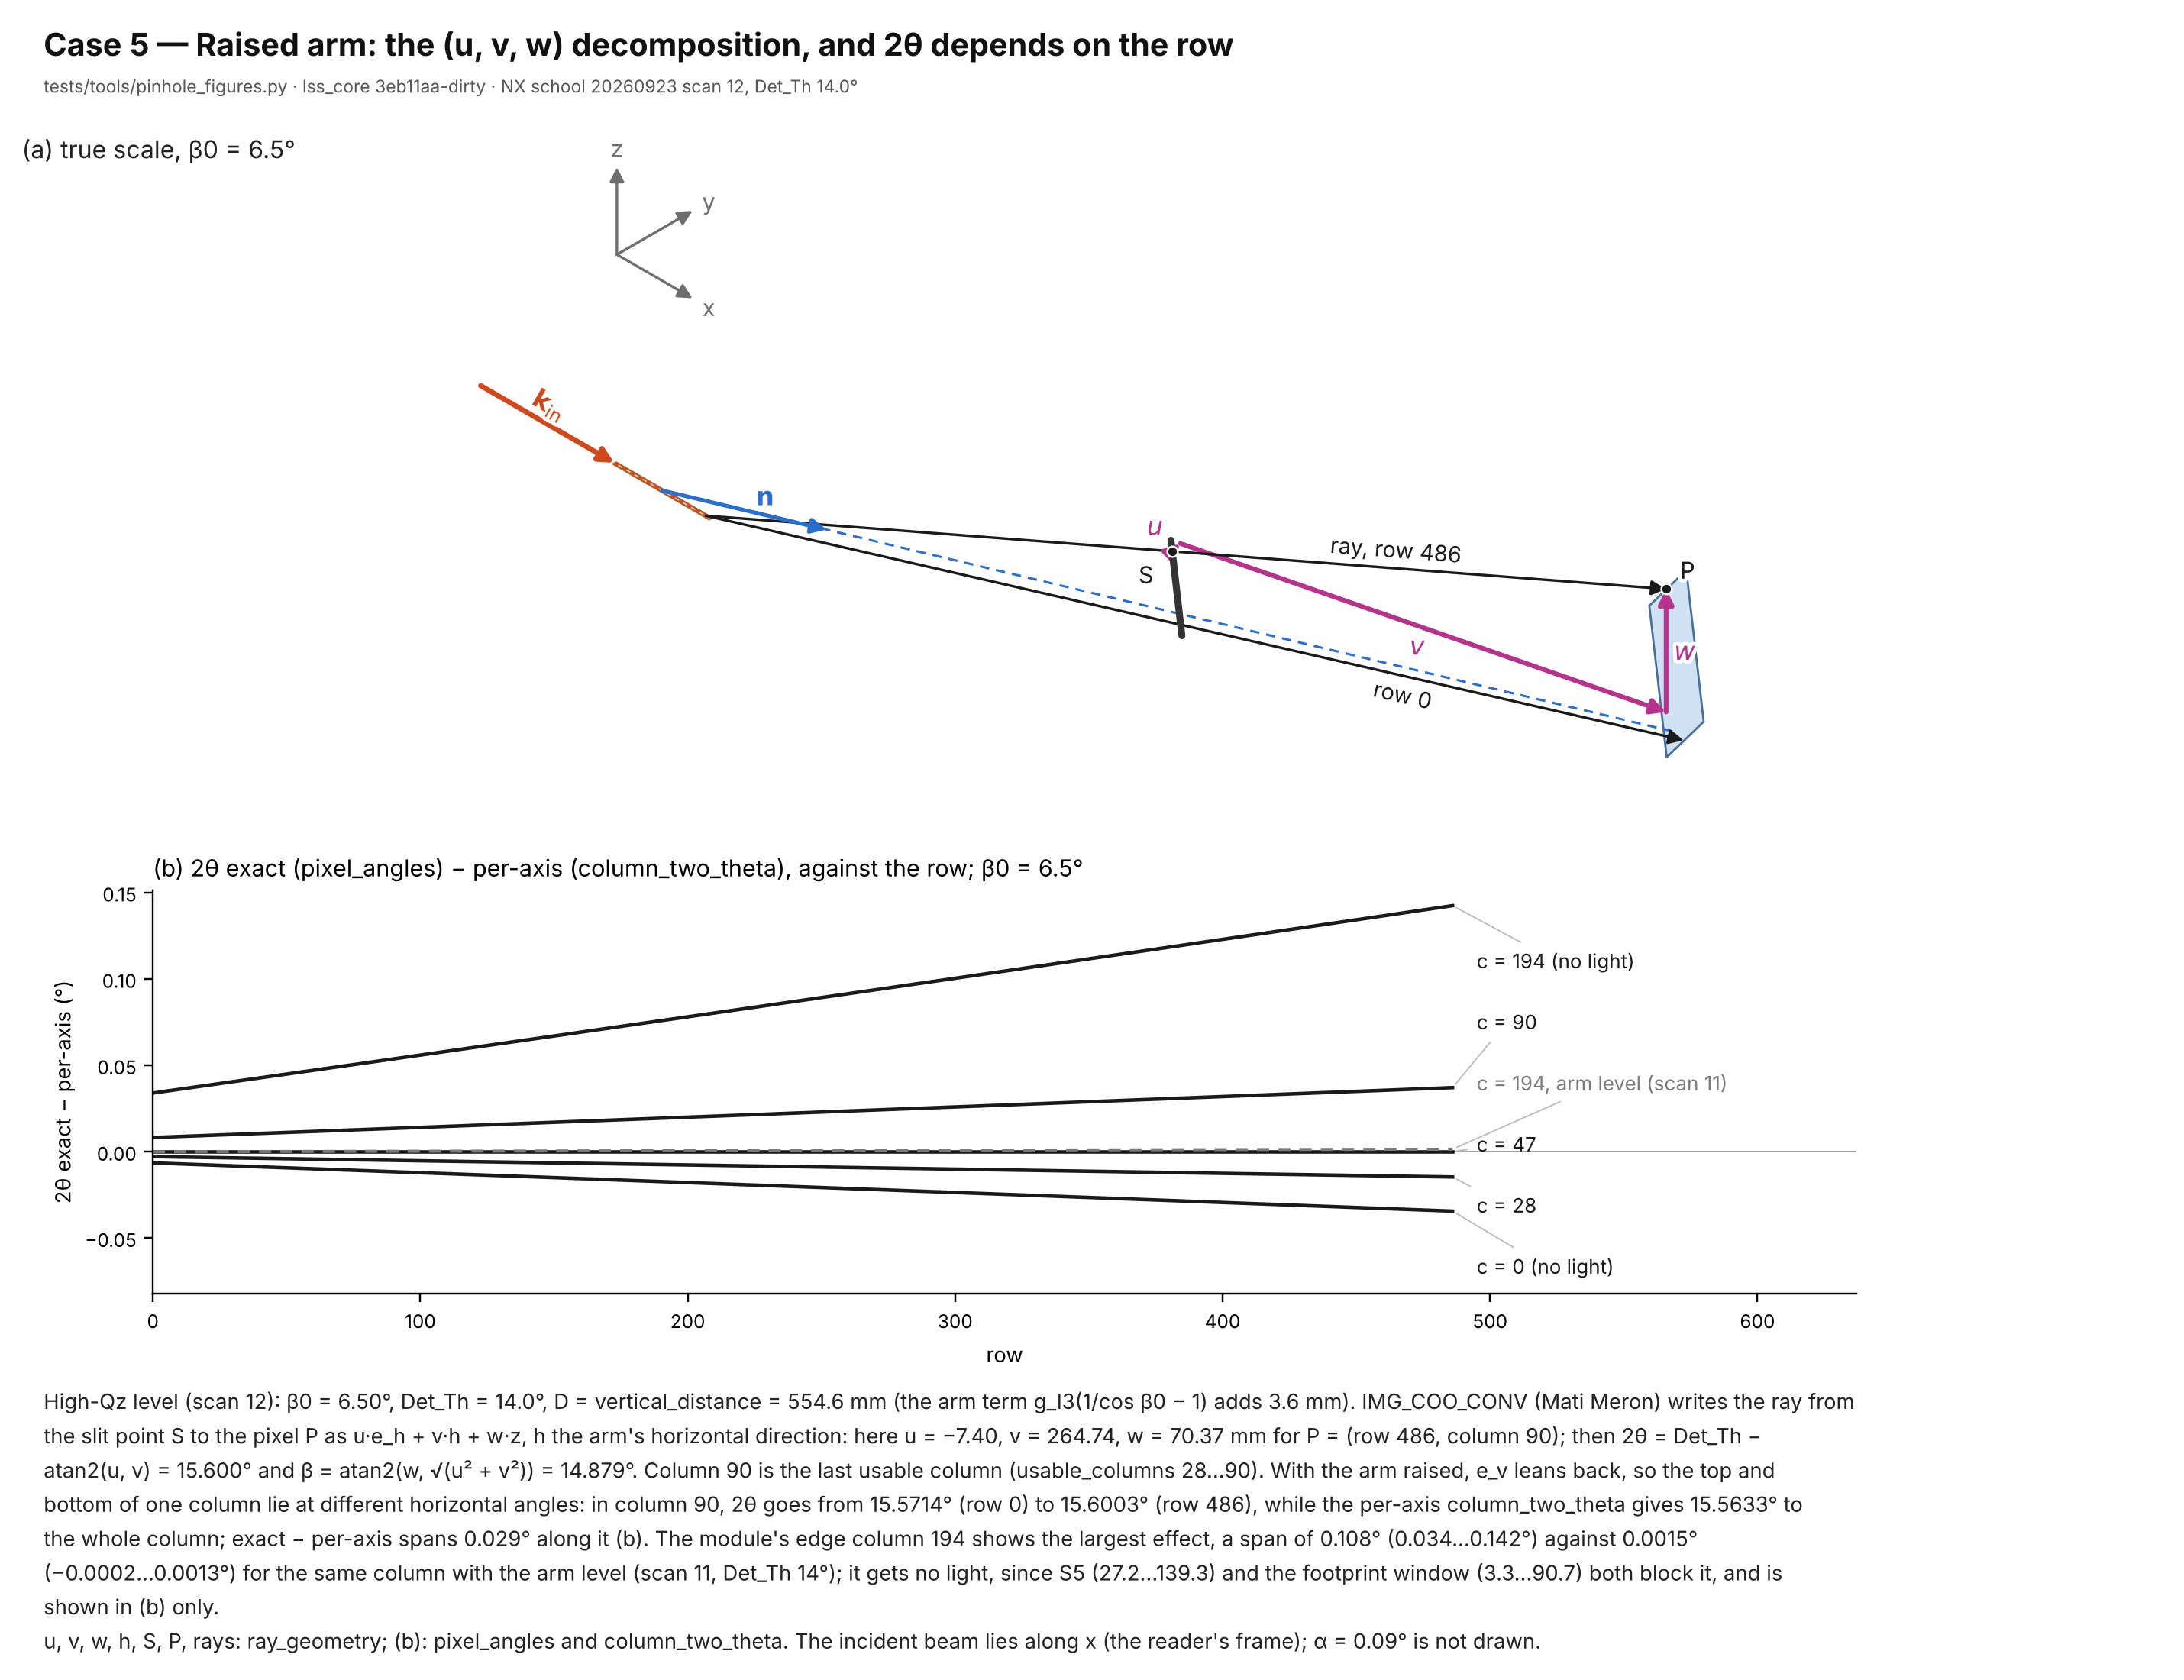 Case 5 — Raised arm: the (u, v, w) decomposition, and 2θ depends on the row
tests/tools/pinhole_figures.py · lss_core 3eb11aa-dirty · NX school 20260923 scan 12, Det_Th 14.0°
(a) true scale, β0 = 6.5°
z
y
x
k_in
n
u
S
ray, row 486
P
v
w
row 0
(b) 2θ exact (pixel_angles) − per-axis (column_two_theta), against the row; β0 = 6.5°
0.15
0.10
0.05
0.00
−0.05
2θ exact − per-axis (°)
c = 194 (no light)
c = 90
c = 194, arm level (scan 11)
c = 47
c = 28
c = 0 (no light)
0 100 200 300 400 500 600
row
High-Qz level (scan 12): β0 = 6.50°, Det_Th = 14.0°, D = vertical_distance = 554.6 mm (the arm term g_l3(1/cos β0 − 1) adds 3.6 mm). IMG_COO_CONV (Mati Meron) writes the ray from
the slit point S to the pixel P as u·e_h + v·h + w·z, h the arm's horizontal direction: here u = −7.40, v = 264.74, w = 70.37 mm for P = (row 486, column 90); then 2θ = Det_Th −
atan2(u, v) = 15.600° and β = atan2(w, √(u² + v²)) = 14.879°. Column 90 is the last usable column (usable_columns 28…90). With the arm raised, e_v leans back, so the top and
bottom of one column lie at different horizontal angles: in column 90, 2θ goes from 15.5714° (row 0) to 15.6003° (row 486), while the per-axis column_two_theta gives 15.5633° to
the whole column; exact − per-axis spans 0.029° along it (b). The module's edge column 194 shows the largest effect, a span of 0.108° (0.034…0.142°) against 0.0015°
(−0.0002…0.0013°) for the same column with the arm level (scan 11, Det_Th 14°); it gets no light, since S5 (27.2…139.3) and the footprint window (3.3…90.7) both block it, and is
shown in (b) only.
u, v, w, h, S, P, rays: ray_geometry; (b): pixel_angles and column_two_theta. The incident beam lies along x (the reader's frame); α = 0.09° is not drawn.